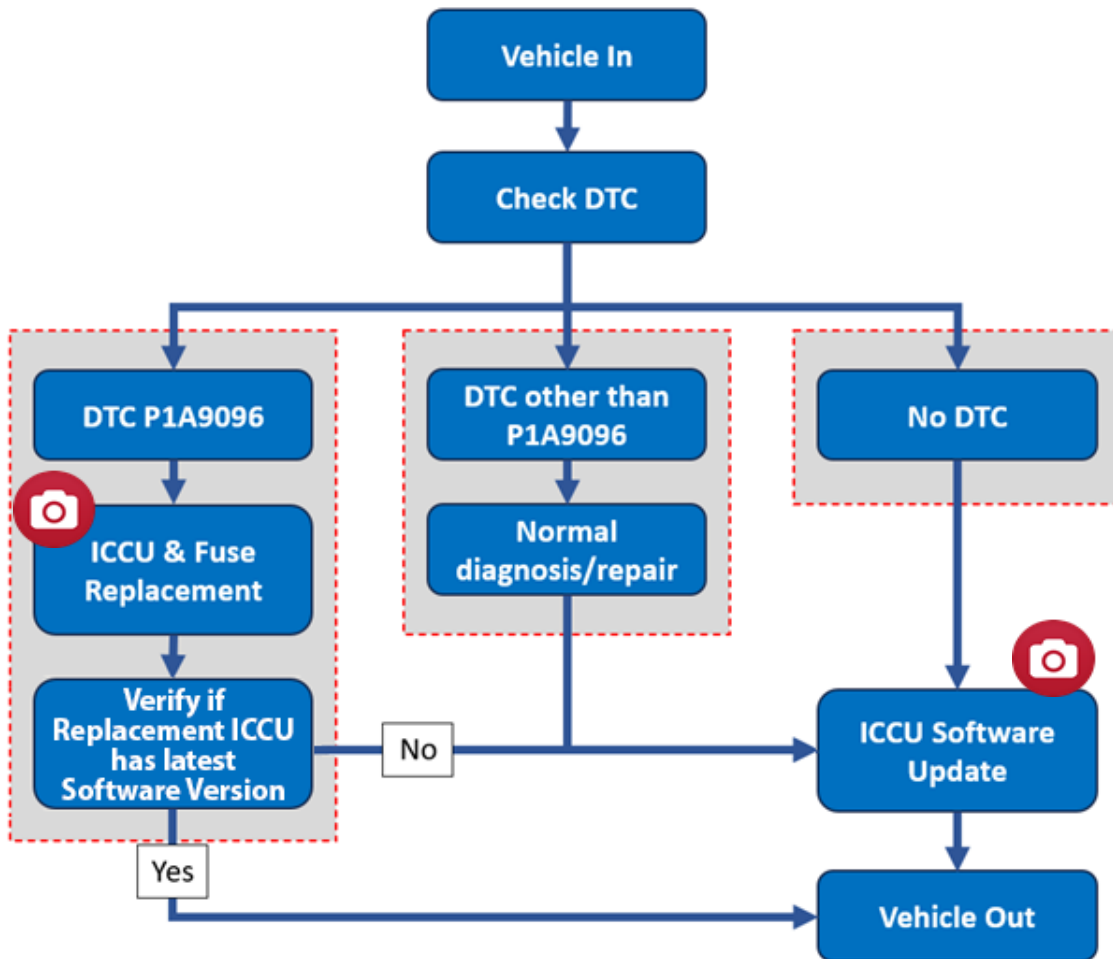 Vehicle In
Check DTC
DTC P1A9096
DTC other than
P1A9096
No DTC
ICCU & Fuse
Replacement
Normal
diagnosis/repair
Verify if
Replacement ICCU
has latest
Software Version
No
ICCU Software
Update
Yes
Vehicle Out